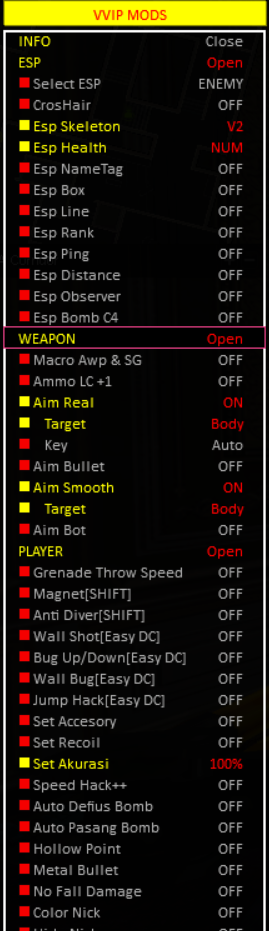 VVIP MODS
INFO Close
ESP Open
Select ESP ENEMY
CrosHair OFF
Esp Skeleton V2
Esp Health NUM
Esp NameTag OFF
Esp Box OFF
Esp Line OFF
Esp Rank OFF
Esp Ping OFF
Esp Distance OFF
Esp Observer OFF
Esp Bomb C4 OFF
WEAPON Open
Macro Awp & SG OFF
Ammo LC +1 OFF
Aim Real ON
Target Body
Key Auto
Aim Bullet OFF
Aim Smooth ON
Target Body
Aim Bot OFF
PLAYER Open
Grenade Throw Speed OFF
Magnet[SHIFT] OFF
Anti Diver[SHIFT] OFF
Wall Shot[Easy DC] OFF
Bug Up/Down[Easy DC] OFF
Wall Bug[Easy DC] OFF
Jump Hack[Easy DC] OFF
Set Accesory OFF
Set Recoil OFF
Set Akurasi 100%
Speed Hack++ OFF
Auto Defius Bomb OFF
Auto Pasang Bomb OFF
Hollow Point OFF
Metal Bullet OFF
No Fall Damage OFF
Color Nick OFF